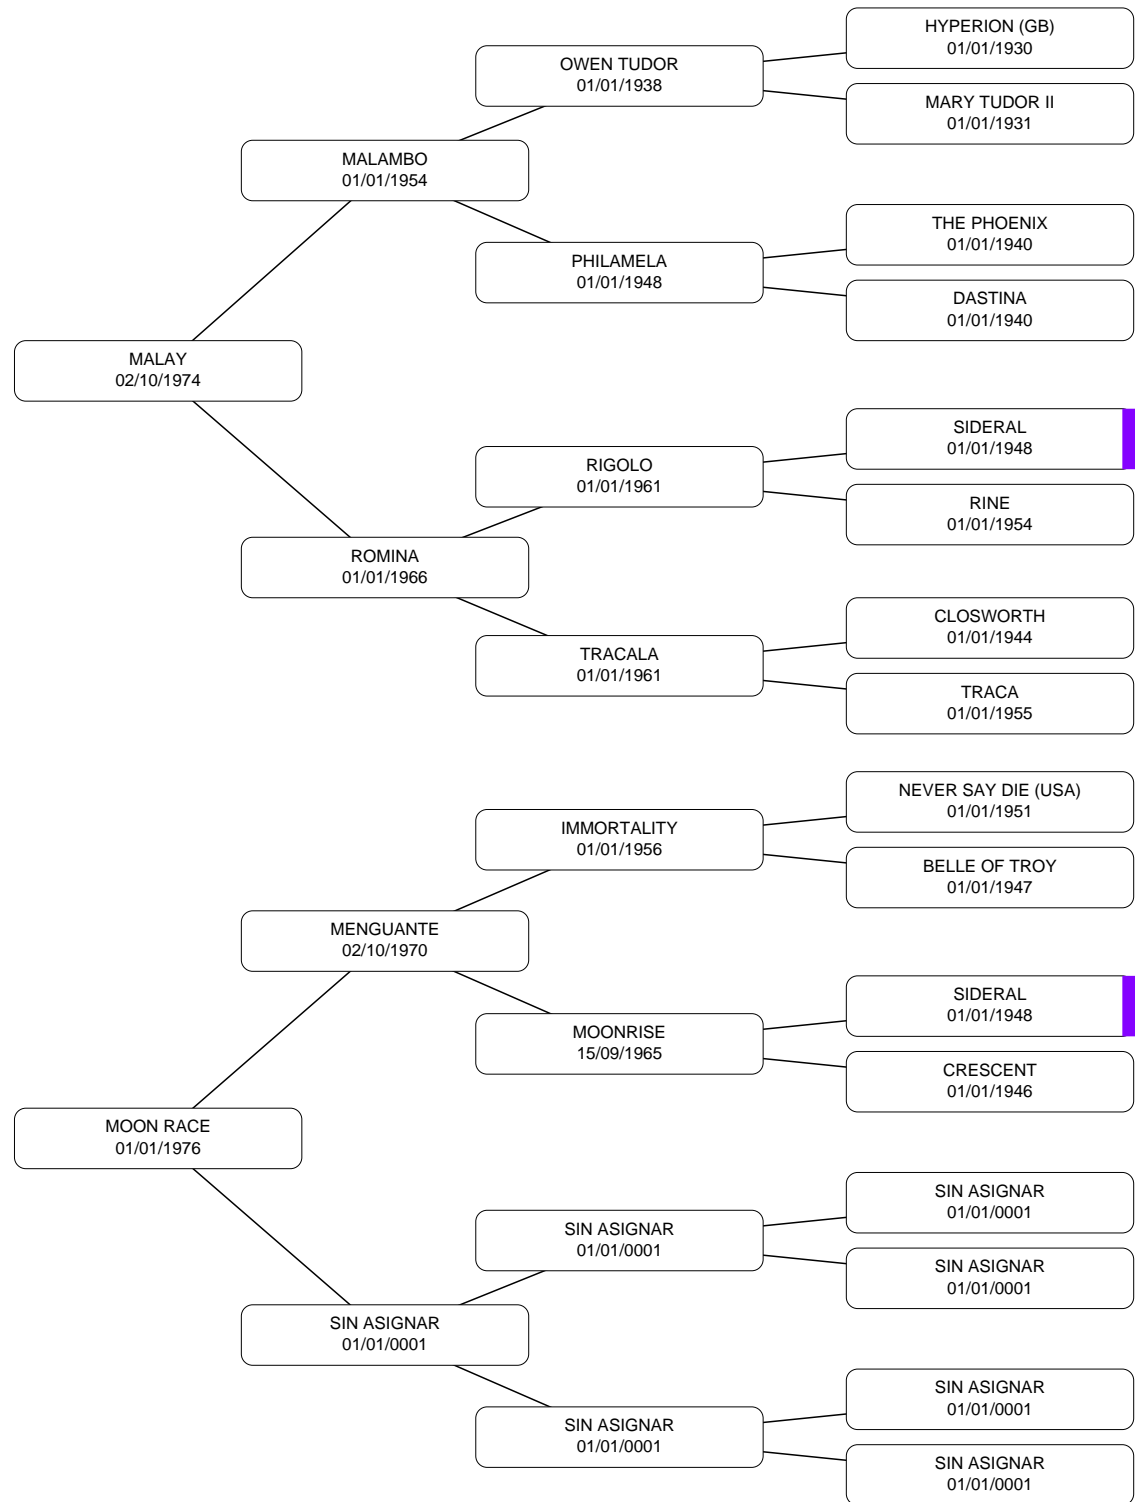 HYPERION (GB)
01/01/1930
OWEN TUDOR
01/01/1938
MARY TUDOR II
01/01/1931
MALAMBO
01/01/1954
THE PHOENIX
01/01/1940
PHILAMELA
01/01/1948
DASTINA
01/01/1940
MALAY
02/10/1974
SIDERAL
01/01/1948
RIGOLO
01/01/1961
RINE
01/01/1954
ROMINA
01/01/1966
CLOSWORTH
01/01/1944
TRACALA
01/01/1961
TRACA
01/01/1955
NEVER SAY DIE (USA)
01/01/1951
IMMORTALITY
01/01/1956
BELLE OF TROY
01/01/1947
MENGUANTE
02/10/1970
SIDERAL
01/01/1948
MOONRISE
15/09/1965
CRESCENT
01/01/1946
MOON RACE
01/01/1976
SIN ASIGNAR
01/01/0001
SIN ASIGNAR
01/01/0001
SIN ASIGNAR
01/01/0001
SIN ASIGNAR
01/01/0001
SIN ASIGNAR
01/01/0001
SIN ASIGNAR
01/01/0001
SIN ASIGNAR
01/01/0001